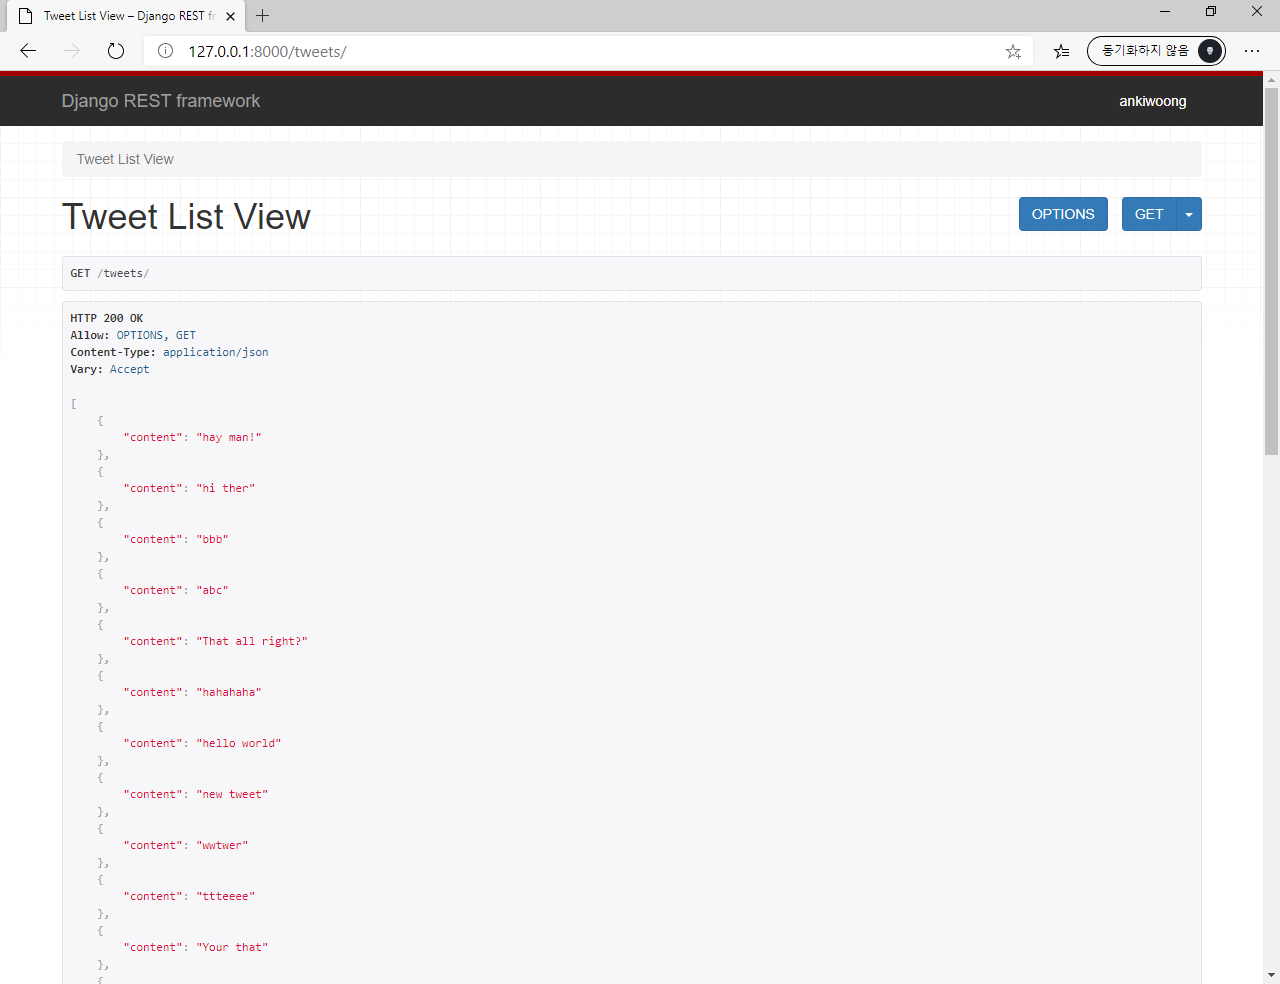 Tweet List View – Django REST fr
127.0.0.1:8000/tweets/
동기화하지 않음
Django REST framework
ankiwoong
Tweet List View
Tweet List View
OPTIONS
GET
GET /tweets/
HTTP 200 OK
Allow: OPTIONS, GET
Content-Type: application/json
Vary: Accept
[
    {
        "content": "hay man!"
    },
    {
        "content": "hi ther"
    },
    {
        "content": "bbb"
    },
    {
        "content": "abc"
    },
    {
        "content": "That all right?"
    },
    {
        "content": "hahahaha"
    },
    {
        "content": "hello world"
    },
    {
        "content": "new tweet"
    },
    {
        "content": "wwtwer"
    },
    {
        "content": "ttteeee"
    },
    {
        "content": "Your that"
    },
    {